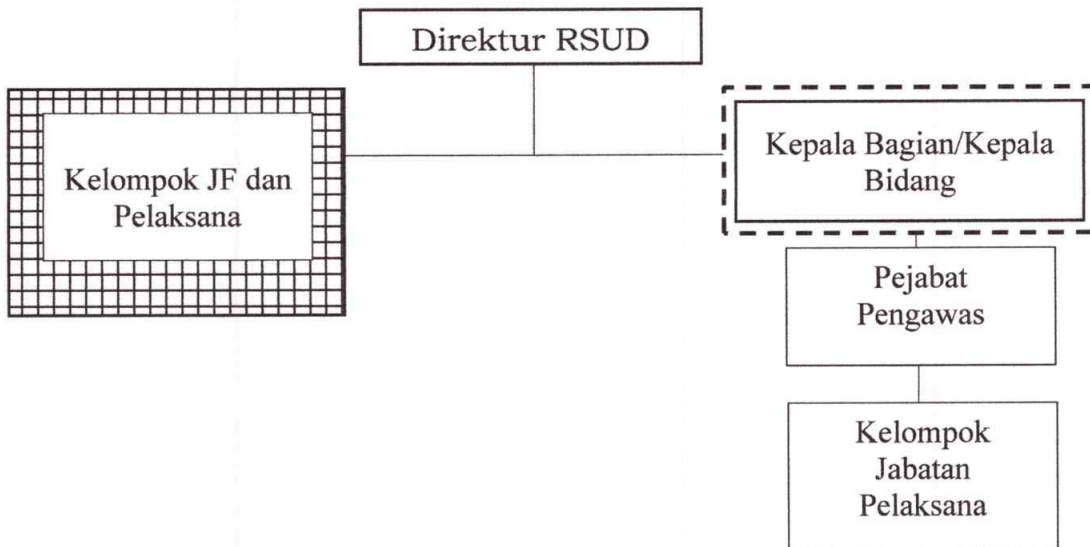 Direktur RSUD
Kelompok JF dan
Pelaksana
Kepala Bagian/Kepala
Bidang
Pejabat
Pengawas
Kelompok
Jabatan
Pelaksana